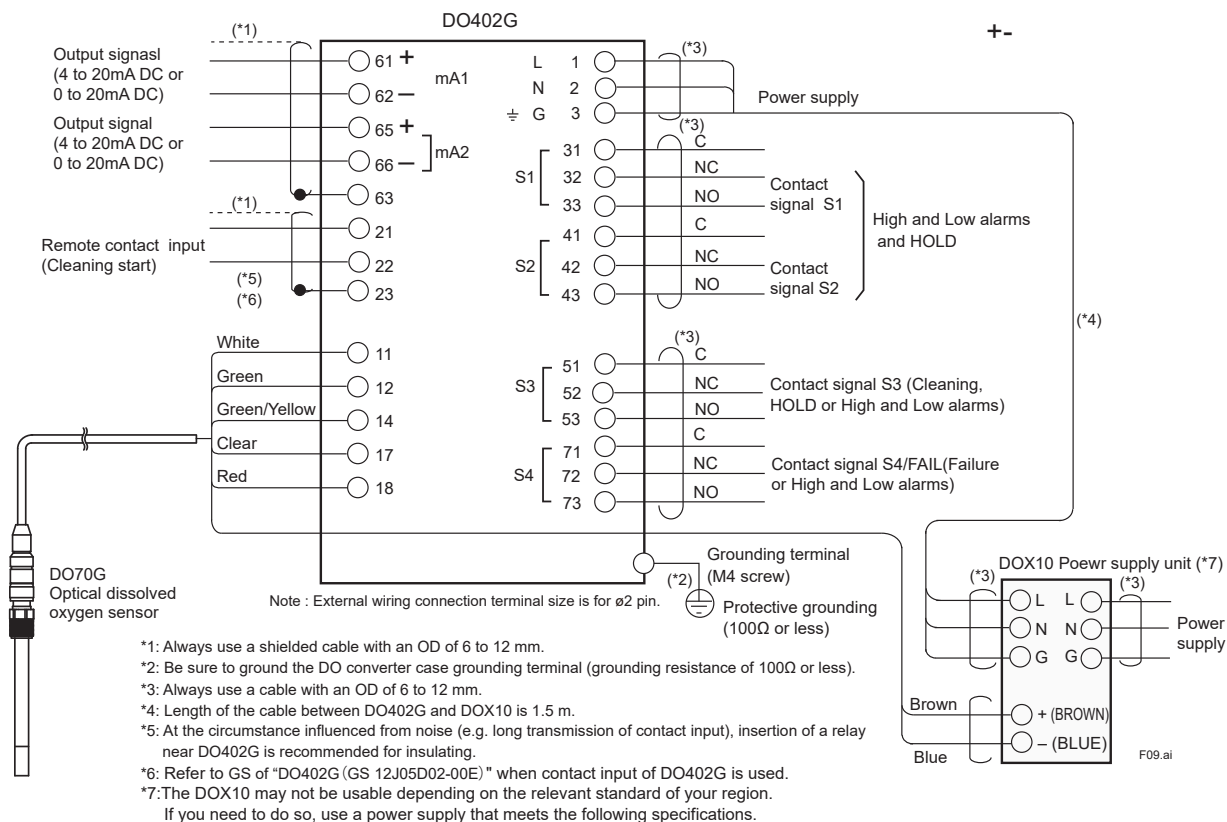 DO402G
+-
(*1)
Output signasl
(4 to 20mA DC or
0 to 20mA DC)
61 +
62 –
mA1
Output signal
(4 to 20mA DC or
0 to 20mA DC)
65 +
66 –
mA2
63
(*1)
21
Remote contact input
(Cleaning start)
22
(*5)
(*6)
23
White
11
Green
12
Green/Yellow
14
Clear
17
Red
18
L 1
N 2
G 3
(*3)
Power supply
(*3)
S1
31 C
32 NC
33 NO
Contact
signal S1
S2
41 C
42 NC
43 NO
Contact
signal S2
High and Low alarms
and HOLD
(*4)
(*3)
S3
51 C
52 NC
53 NO
Contact signal S3 (Cleaning,
HOLD or High and Low alarms)
S4
71 C
72 NC
73 NO
Contact signal S4/FAIL(Failure
or High and Low alarms)
DO70G
Optical dissolved
oxygen sensor
Note : External wiring connection terminal size is for ø2 pin.
Grounding terminal
(M4 screw)
(*2)
Protective grounding
(100Ω or less)
DOX10 Poewr supply unit (*7)
(*3)
(*3)
L L
N N
G G
Power
supply
Brown
+ (BROWN)
Blue
– (BLUE)
F09.ai
*1: Always use a shielded cable with an OD of 6 to 12 mm.
*2: Be sure to ground the DO converter case grounding terminal (grounding resistance of 100Ω or less).
*3: Always use a cable with an OD of 6 to 12 mm.
*4: Length of the cable between DO402G and DOX10 is 1.5 m.
*5: At the circumstance influenced from noise (e.g. long transmission of contact input), insertion of a relay
near DO402G is recommended for insulating.
*6: Refer to GS of “DO402G（GS 12J05D02-00E）" when contact input of DO402G is used.
*7:The DOX10 may not be usable depending on the relevant standard of your region.
If you need to do so, use a power supply that meets the following specifications.